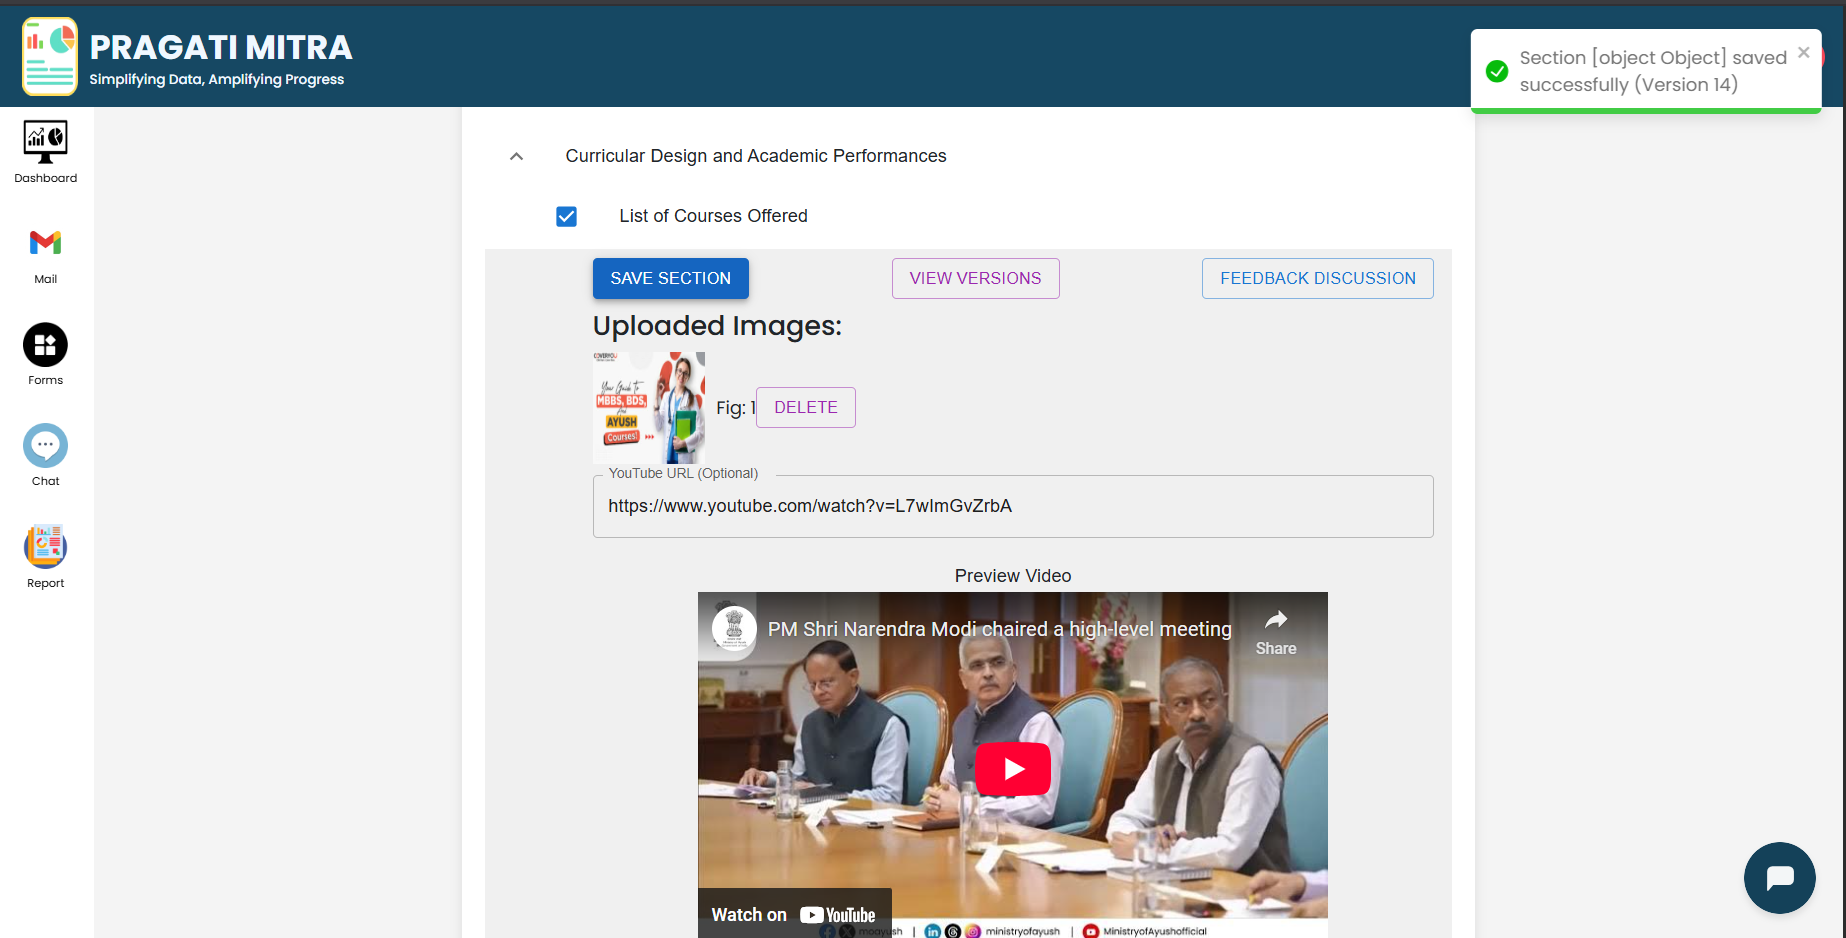 PRAGATI MITRA
Simplifying Data, Amplifying Progress
Section [object Object] saved
successfully (Version 14)
Dashboard
Mail
Forms
Chat
Report
Curricular Design and Academic Performances
List of Courses Offered
SAVE SECTION
VIEW VERSIONS
FEEDBACK DISCUSSION
Uploaded Images:
COVERYOU
Your Guide To
MBBS, BDS,
And
AYUSH
Courses!
Fig: 1
DELETE
YouTube URL (Optional)
https://www.youtube.com/watch?v=L7wImGvZrbA
Preview Video
PM Shri Narendra Modi chaired a high-level meeting
Share
Watch on YouTube
moayush | ministryofayush | MinistryofAyushofficial